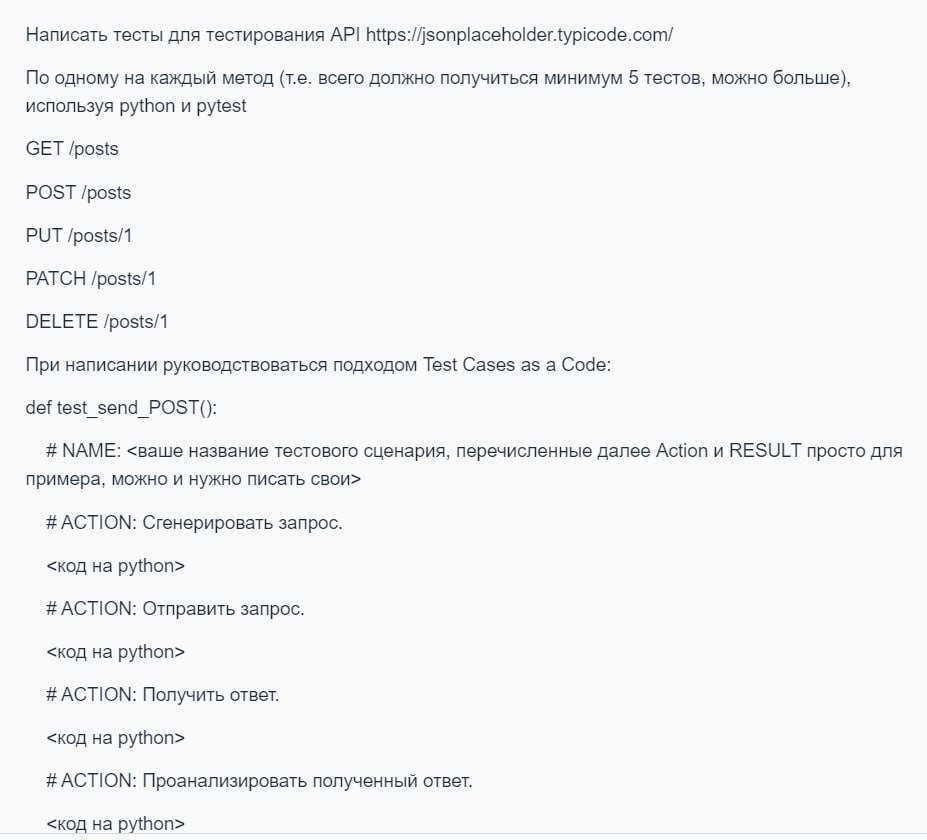 Написать тесты для тестирования API https://jsonplaceholder.typicode.com/
По одному на каждый метод (т.е. всего должно получиться минимум 5 тестов, можно больше),
используя python и pytest
GET /posts
POST /posts
PUT /posts/1
PATCH /posts/1
DELETE /posts/1
При написании руководствоваться подходом Test Cases as a Code:
def test_send_POST():
# NAME: <ваше название тестового сценария, перечисленные далее Action и RESULT просто для
примера, можно и нужно писать свои>
# ACTION: Сгенерировать запрос.
<код на python>
# ACTION: Отправить запрос.
<код на python>
# ACTION: Получить ответ.
<код на python>
# ACTION: Проанализировать полученный ответ.
<код на python>